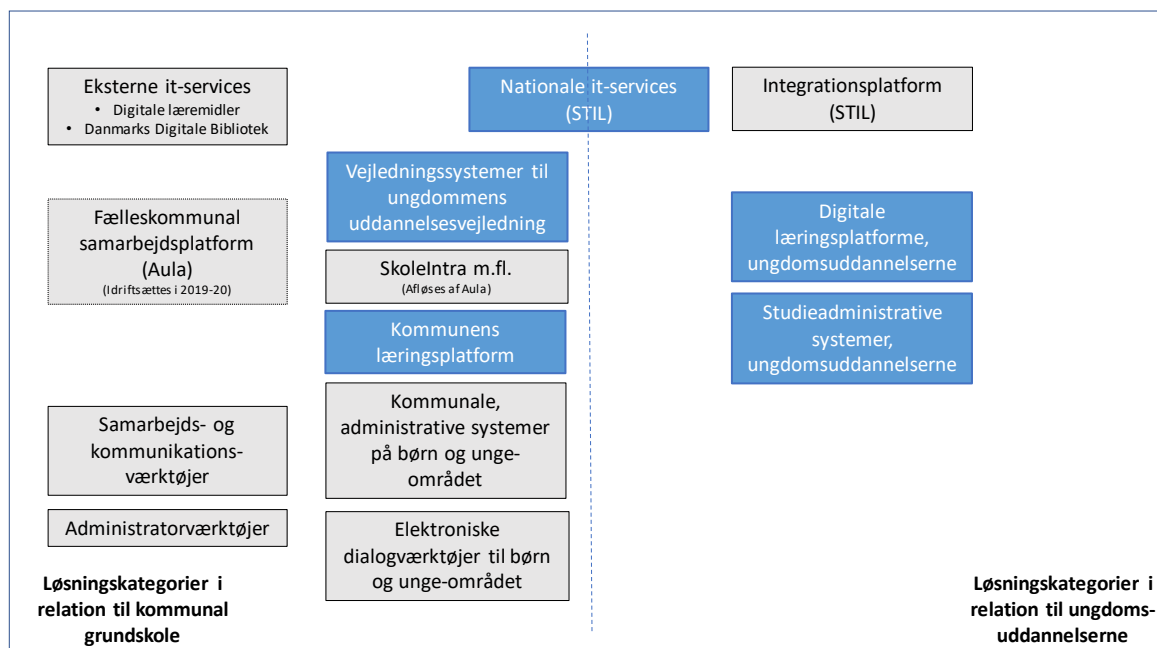 Eksterne it-services
• Digitale læremidler
• Danmarks Digitale Bibliotek
Nationale it-services
(STIL)
Integrationsplatform
(STIL)
Vejledningssystemer til
ungdommens
uddannelsesvejledning
Fælleskommunal
samarbejdsplatform
(Aula)
(Idriftsættes i 2019-20)
SkoleIntra m.fl.
(Afløses af Aula)
Kommunens
læringsplatform
Digitale
læringsplatforme,
ungdomsuddannelserne
Studieadministrative
systemer,
ungdomsuddannelserne
Samarbejds- og
kommunikations-
værktøjer
Kommunale,
administrative systemer
på børn og unge-
området
Administratorværktøjer
Elektroniske
dialogværktøjer til børn
og unge-området
Løsningskategorier i
relation til kommunal
grundskole
Løsningskategorier i
relation til ungdoms-
uddannelserne